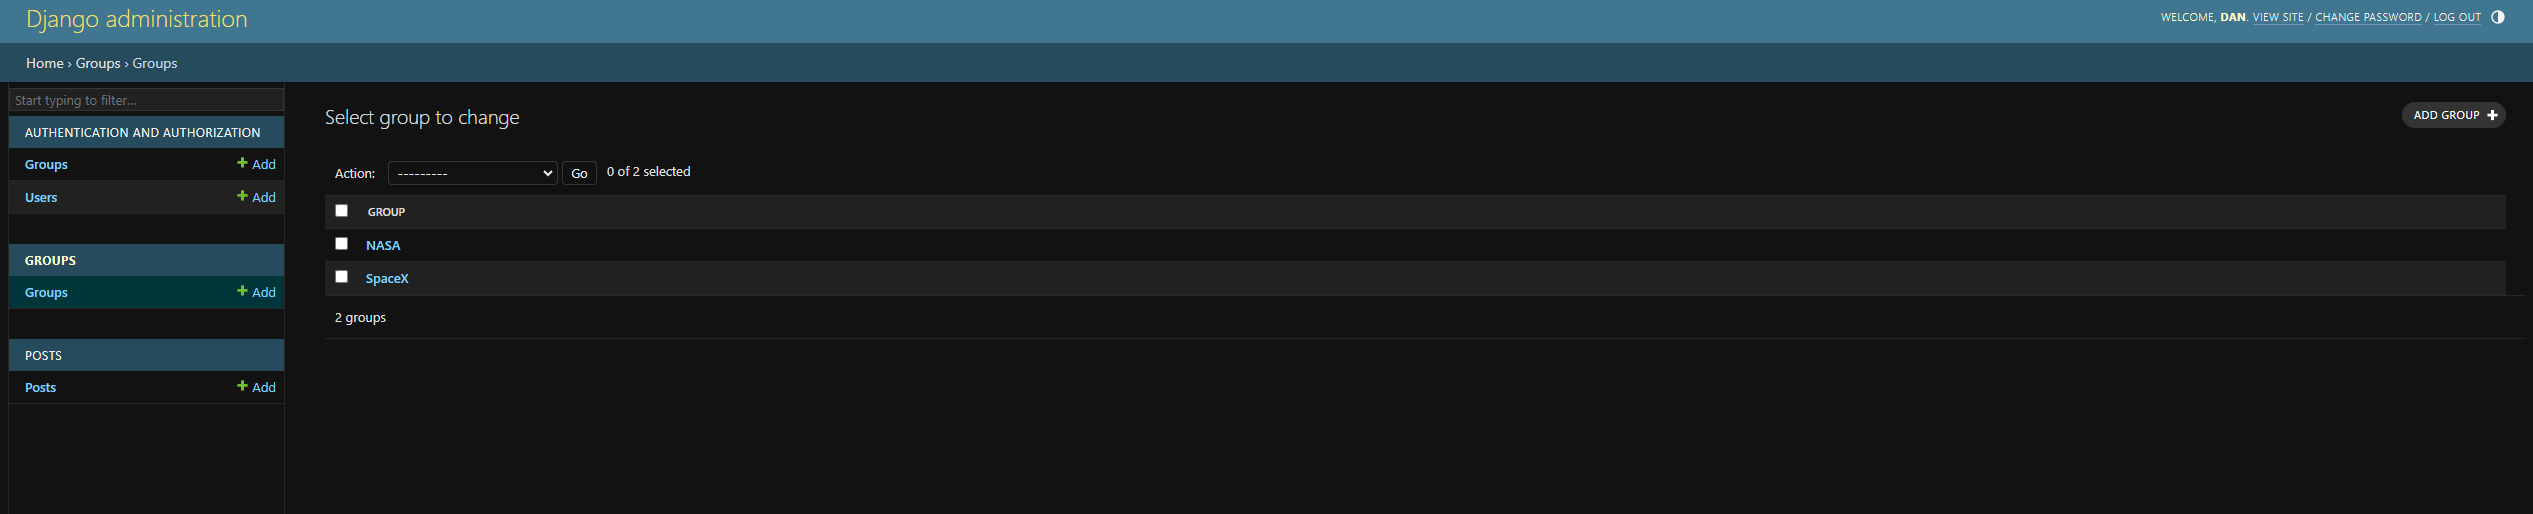 Django administration
WELCOME, DAN. VIEW SITE / CHANGE PASSWORD / LOG OUT
Home › Groups › Groups
Start typing to filter...
AUTHENTICATION AND AUTHORIZATION
Groups + Add
Users + Add
GROUPS
Groups + Add
POSTS
Posts + Add
Select group to change
ADD GROUP +
Action: --------- Go 0 of 2 selected
GROUP
NASA
SpaceX
2 groups